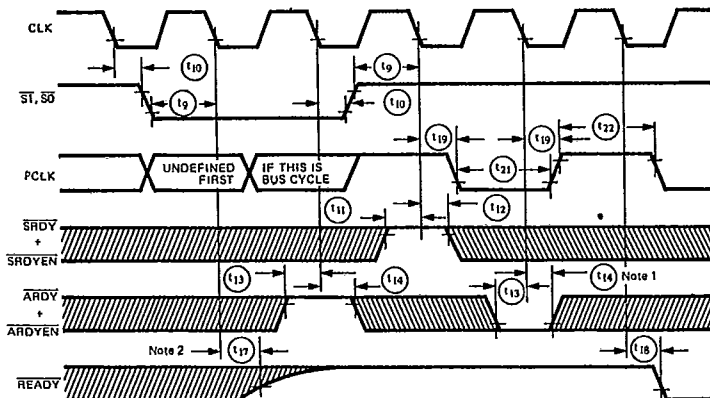 CLK
t10
t9
t9
t10
S1, S0
t19
t19
t22
PCLK
UNDEFINED FIRST
IF THIS IS BUS CYCLE
t21
t11
t12
SRDY
+
SRDYEN
t13
t14
t13
t14 Note 1
ARDY
+
ARDYEN
Note 2
t17
t18
READY